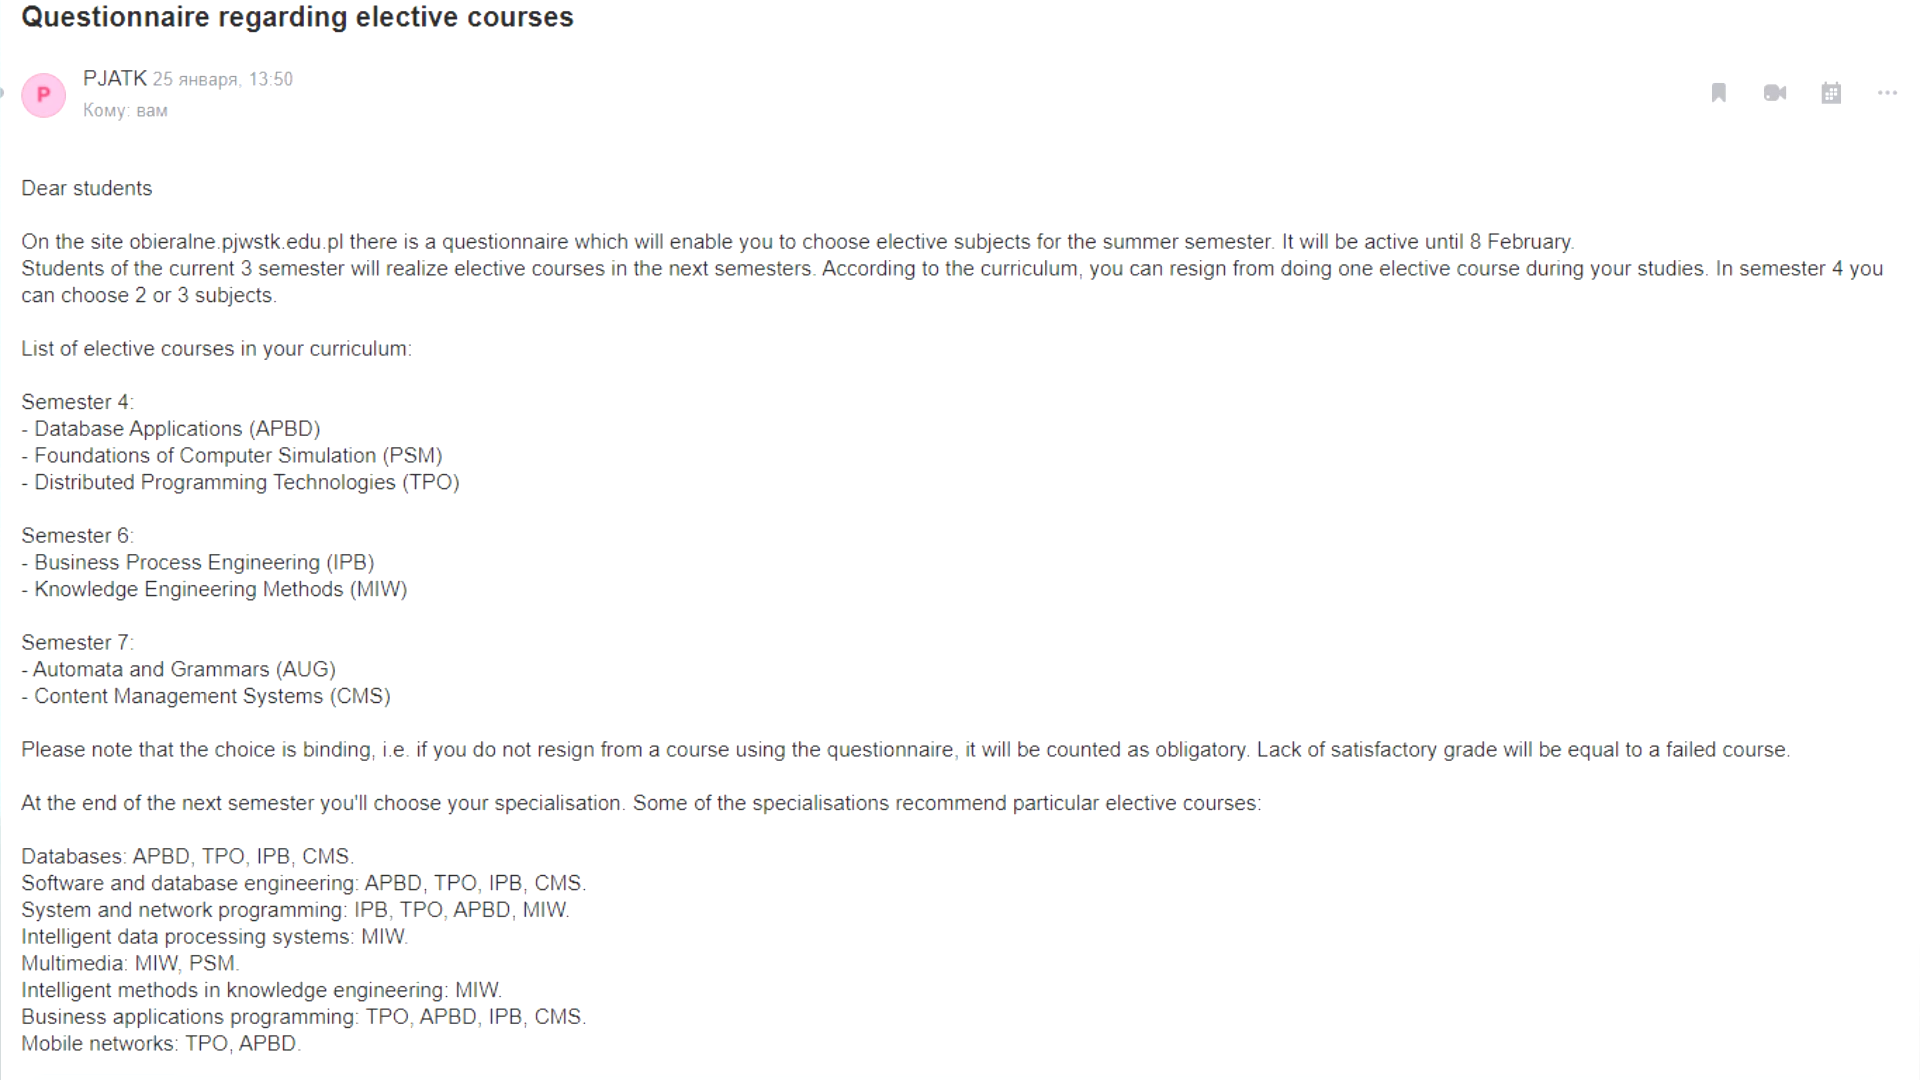 Questionnaire regarding elective courses
P
PJATK 25 января, 13:50
Кому: вам
Dear students
On the site obieralne.pjwstk.edu.pl there is a questionnaire which will enable you to choose elective subjects for the summer semester. It will be active until 8 February.
Students of the current 3 semester will realize elective courses in the next semesters. According to the curriculum, you can resign from doing one elective course during your studies. In semester 4 you
can choose 2 or 3 subjects.
List of elective courses in your curriculum:
Semester 4:
- Database Applications (APBD)
- Foundations of Computer Simulation (PSM)
- Distributed Programming Technologies (TPO)
Semester 6:
- Business Process Engineering (IPB)
- Knowledge Engineering Methods (MIW)
Semester 7:
- Automata and Grammars (AUG)
- Content Management Systems (CMS)
Please note that the choice is binding, i.e. if you do not resign from a course using the questionnaire, it will be counted as obligatory. Lack of satisfactory grade will be equal to a failed course.
At the end of the next semester you'll choose your specialisation. Some of the specialisations recommend particular elective courses:
Databases: APBD, TPO, IPB, CMS.
Software and database engineering: APBD, TPO, IPB, CMS.
System and network programming: IPB, TPO, APBD, MIW.
Intelligent data processing systems: MIW.
Multimedia: MIW, PSM.
Intelligent methods in knowledge engineering: MIW.
Business applications programming: TPO, APBD, IPB, CMS.
Mobile networks: TPO, APBD.